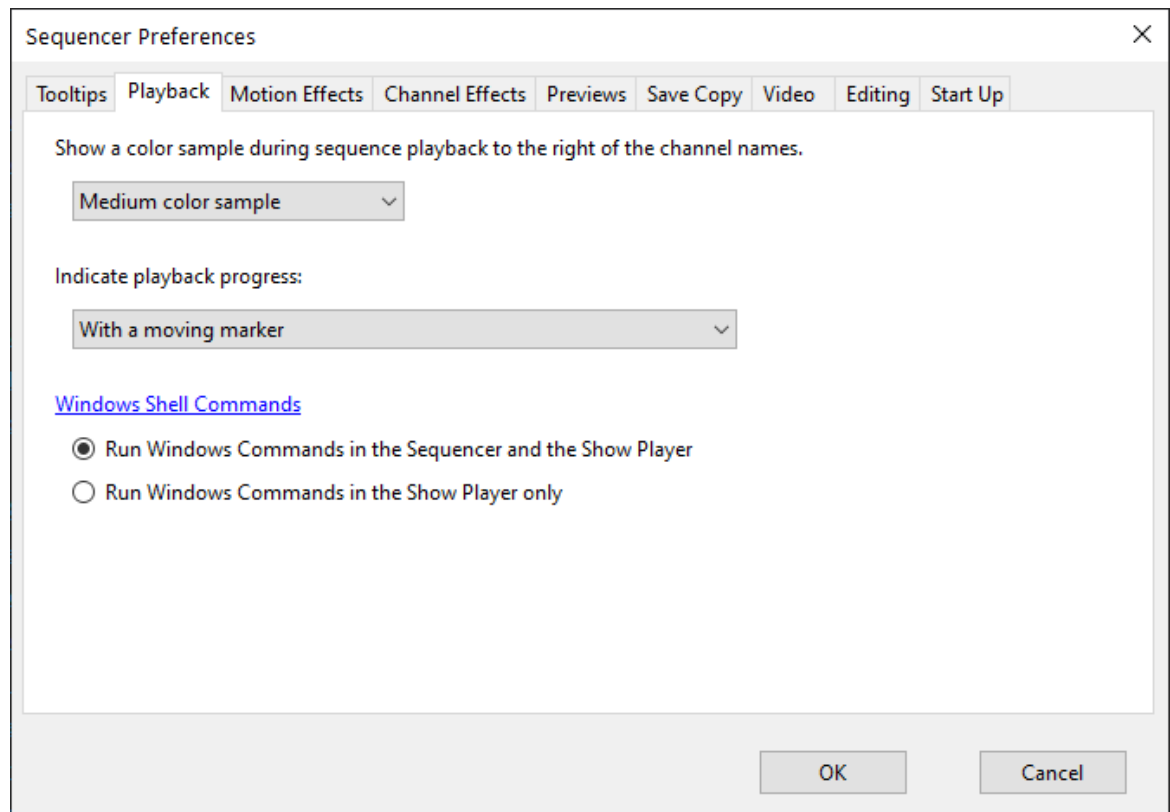 Sequencer Preferences
Tooltips Playback Motion Effects Channel Effects Previews Save Copy Video Editing Start Up
Show a color sample during sequence playback to the right of the channel names.
Medium color sample
Indicate playback progress:
With a moving marker
Windows Shell Commands
Run Windows Commands in the Sequencer and the Show Player
Run Windows Commands in the Show Player only
OK Cancel